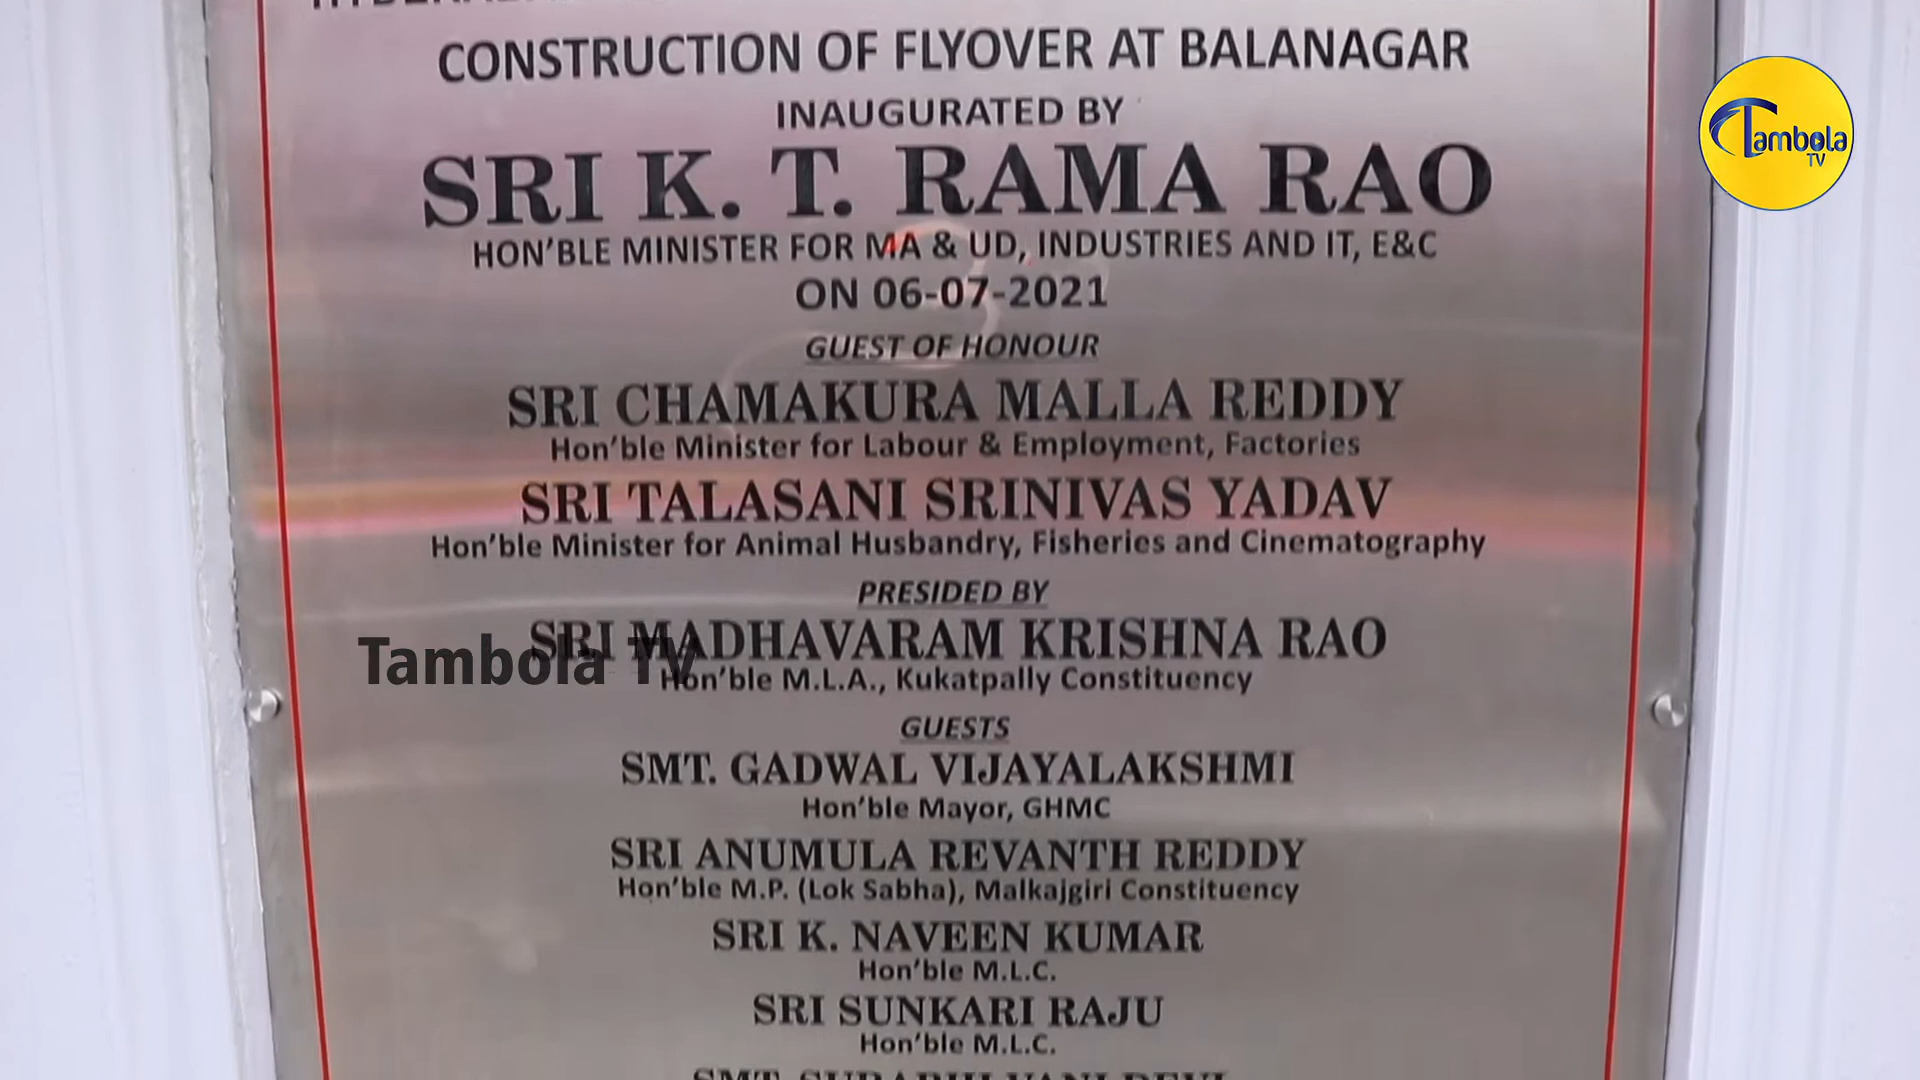 CONSTRUCTION OF FLYOVER AT BALANAGAR
INAUGURATED BY
SRI K. T. RAMA RAO
HON'BLE MINISTER FOR MA & UD, INDUSTRIES AND IT, E&C
ON 06-07-2021
GUEST OF HONOUR
SRI CHAMAKURA MALLA REDDY
Hon'ble Minister for Labour & Employment, Factories
SRI TALASANI SRINIVAS YADAV
Hon'ble Minister for Animal Husbandry, Fisheries and Cinematography
PRESIDED BY
SRI MADHAVARAM KRISHNA RAO
Hon'ble M.L.A., Kukatpally Constituency
GUESTS
SMT. GADWAL VIJAYALAKSHMI
Hon'ble Mayor, GHMC
SRI ANUMULA REVANTH REDDY
Hon'ble M.P. (Lok Sabha), Malkajgiri Constituency
SRI K. NAVEEN KUMAR
Hon'ble M.L.C.
SRI SUNKARI RAJU
Hon'ble M.L.C.
Tambola TV
Tambola
TV